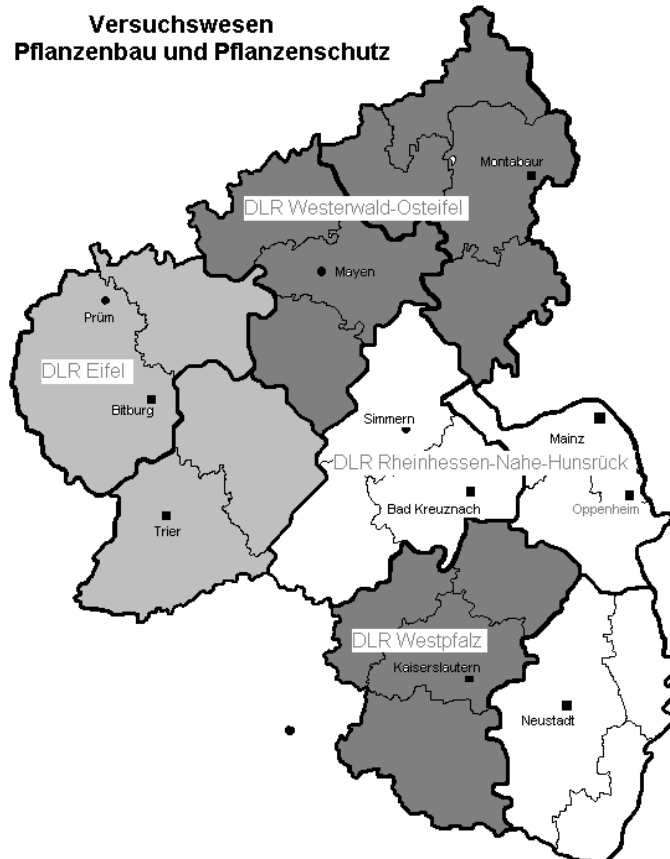 Versuchswesen
Pflanzenbau und Pflanzenschutz
Montabaur
DLR Westerwald-Osteifel
Mayen
Prüm
DLR Eifel
Bitburg
Simmern
Mainz
DLR Rheinhessen-Nahe-Hunsrück
Bad Kreuznach
Oppenheim
Trier
DLR Westpfalz
Kaiserslautern
Neustadt